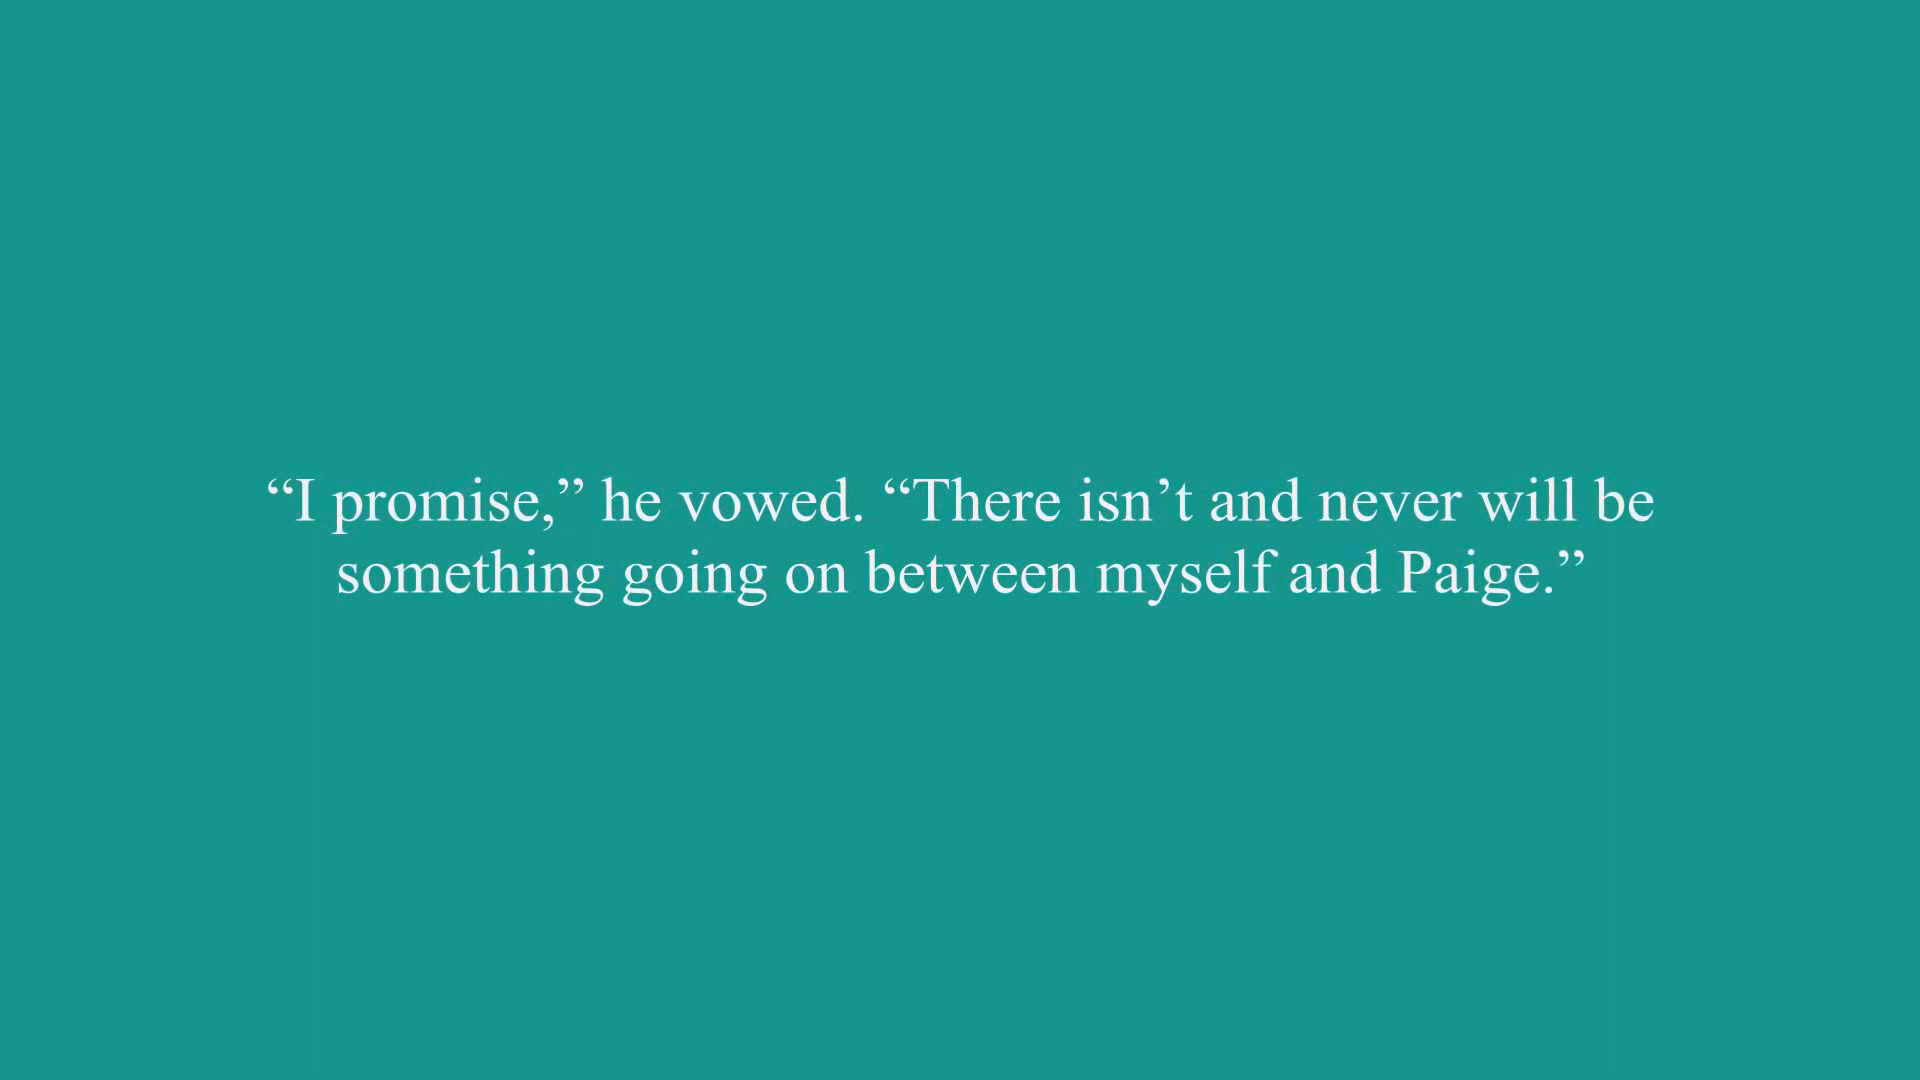 “I promise,” he vowed. “There isn’t and never will be
something going on between myself and Paige.”